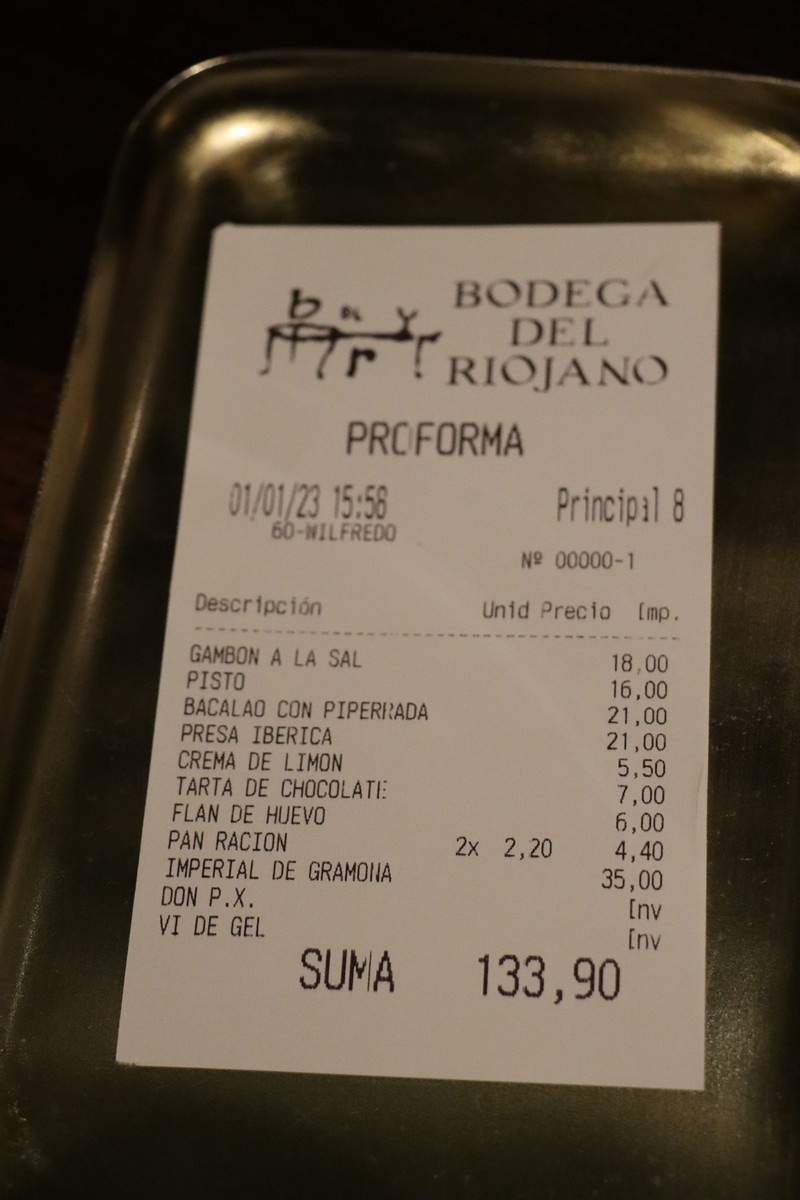 BODEGA
DEL
RIOJANO
PROFORMA
01/01/23 15:58 Principal 8
60-WILFREDO
Nº 00000-1
Descripción Unid Precio Imp.
GAMBON A LA SAL 18,00
PISTO 16,00
BACALAO CON PIPERRADA 21,00
PRESA IBERICA 21,00
CREMA DE LIMON 5,50
TARTA DE CHOCOLATE 7,00
FLAN DE HUEVO 6,00
PAN RACION 2x 2,20 4,40
IMPERIAL DE GRAMONA 35,00
DON P.X. Inv
VI DE GEL Inv
SUMA 133,90